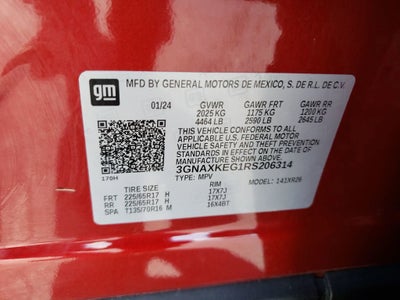 gm
MFD BY GENERAL MOTORS DE MEXICO, S. DE R.L. DE C.V.
01/24 GVWR GAWR FRT GAWR RR
2025 KG 1175 KG 1200 KG
4464 LB 2590 LB 2645 LB
THIS VEHICLE CONFORMS TO ALL APPLICABLE
U.S. FEDERAL MOTOR VEHICLE SAFETY,
BUMPER, AND THEFT PREVENTION STANDARDS
IN EFFECT ON THE DATE OF MANUFACTURE
SHOWN ABOVE.
3GNAXKEG1RS206314
176H TYPE: MPV MODEL: 141XR26
TIRE SIZE RIM
FRT 225/65R17 H 17X7J
RR 225/65R17 H 17X7J
SPA T135/70R16 M 16X4BT